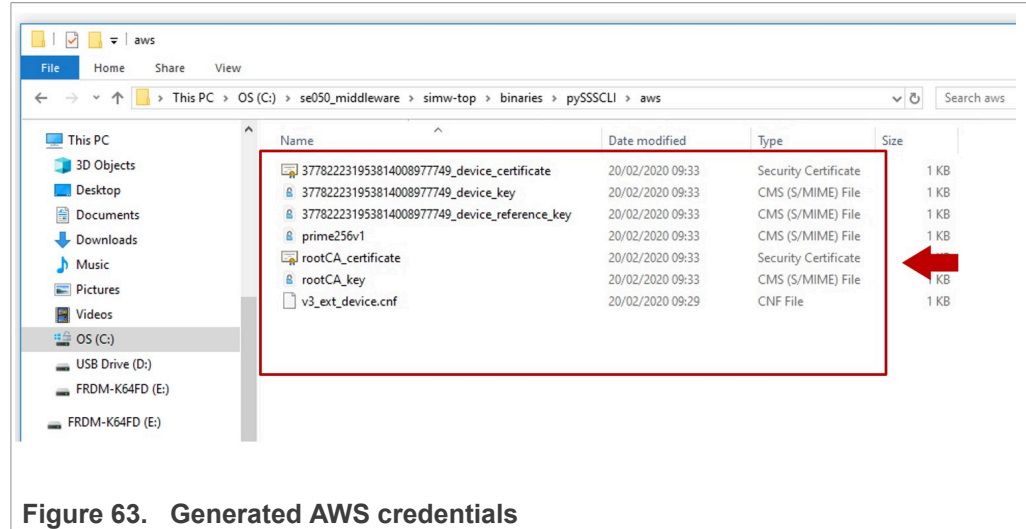 aws
File Home Share View
This PC > OS (C:) > se050_middleware > simw-top > binaries > pySSSCLI > aws Search aws
This PC
3D Objects
Desktop
Documents
Downloads
Music
Pictures
Videos
OS (C:)
USB Drive (D:)
FRDM-K64FD (E:)
FRDM-K64FD (E:)
Name Date modified Type Size
377822231953814008977749_device_certificate 20/02/2020 09:33 Security Certificate 1 KB
377822231953814008977749_device_key 20/02/2020 09:33 CMS (S/MIME) File 1 KB
377822231953814008977749_device_reference_key 20/02/2020 09:33 CMS (S/MIME) File 1 KB
prime256v1 20/02/2020 09:33 CMS (S/MIME) File 1 KB
rootCA_certificate 20/02/2020 09:33 Security Certificate
rootCA_key 20/02/2020 09:33 CMS (S/MIME) File 1 KB
v3_ext_device.cnf 20/02/2020 09:29 CNF File 1 KB
Figure 63. Generated AWS credentials